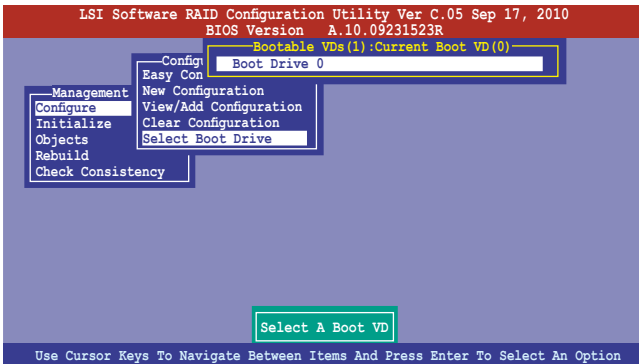 LSI Software RAID Configuration Utility Ver C.05 Sep 17, 2010
BIOS Version A.10.09231523R
Bootable VDs(1):Current Boot VD(0)
Boot Drive 0
Configu
Easy Con
New Configuration
View/Add Configuration
Clear Configuration
Select Boot Drive
Management
Configure
Initialize
Objects
Rebuild
Check Consistency
Select A Boot VD
Use Cursor Keys To Navigate Between Items And Press Enter To Select An Option